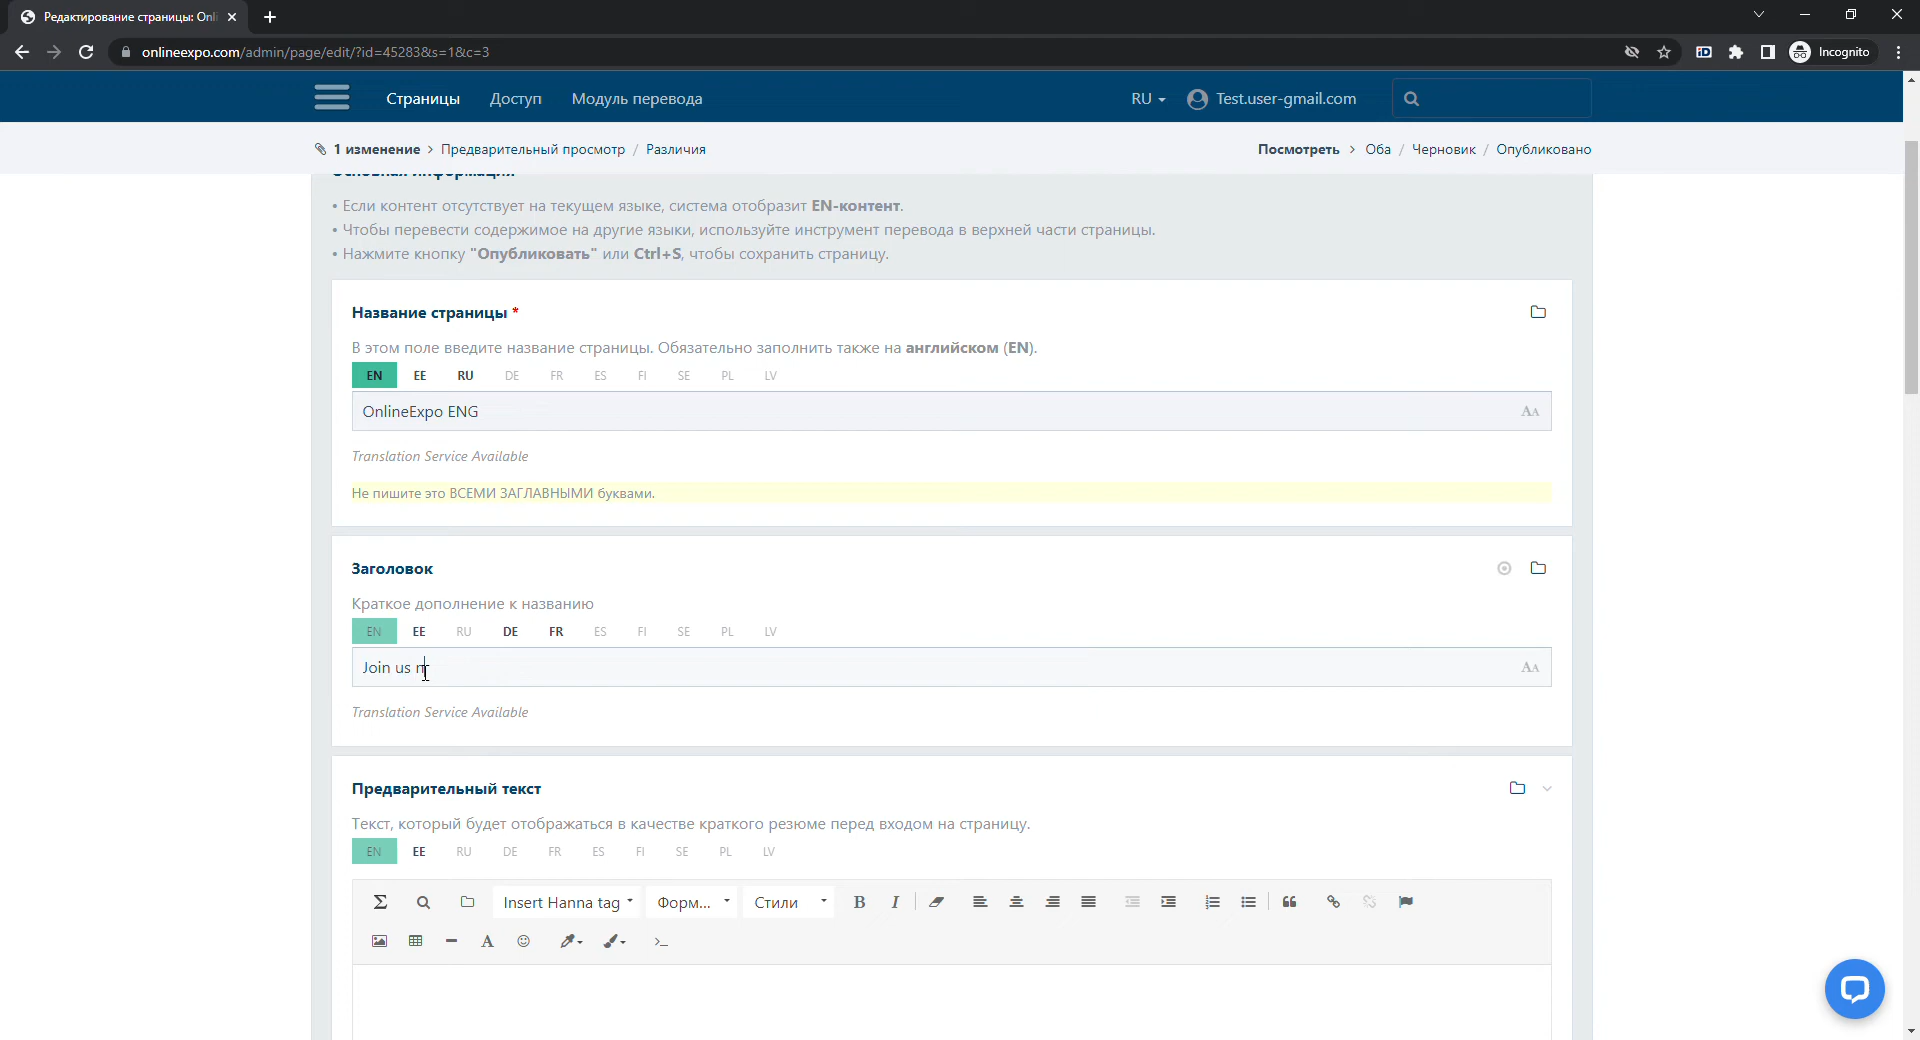 Редактирование страницы: Onli
onlineexpo.com/admin/page/edit/?id=45283&s=1&c=3
Incognito
Страницы Доступ Модуль перевода RU Test.user-gmail.com
1 изменение > Предварительный просмотр / Различия Посмотреть > Оба / Черновик / Опубликовано
Основная информация
• Если контент отсутствует на текущем языке, система отобразит EN-контент.
• Чтобы перевести содержимое на другие языки, используйте инструмент перевода в верхней части страницы.
• Нажмите кнопку "Опубликовать" или Ctrl+S, чтобы сохранить страницу.
Название страницы *
В этом поле введите название страницы. Обязательно заполнить также на английском (EN).
EN EE RU DE FR ES FI SE PL LV
OnlineExpo ENG
Translation Service Available
Не пишите это ВСЕМИ ЗАГЛАВНЫМИ буквами.
Заголовок
Краткое дополнение к названию
EN EE RU DE FR ES FI SE PL LV
Join us n
Translation Service Available
Предварительный текст
Текст, который будет отображаться в качестве краткого резюме перед входом на страницу.
EN EE RU DE FR ES FI SE PL LV
Insert Hanna tag Форм... Стили B I